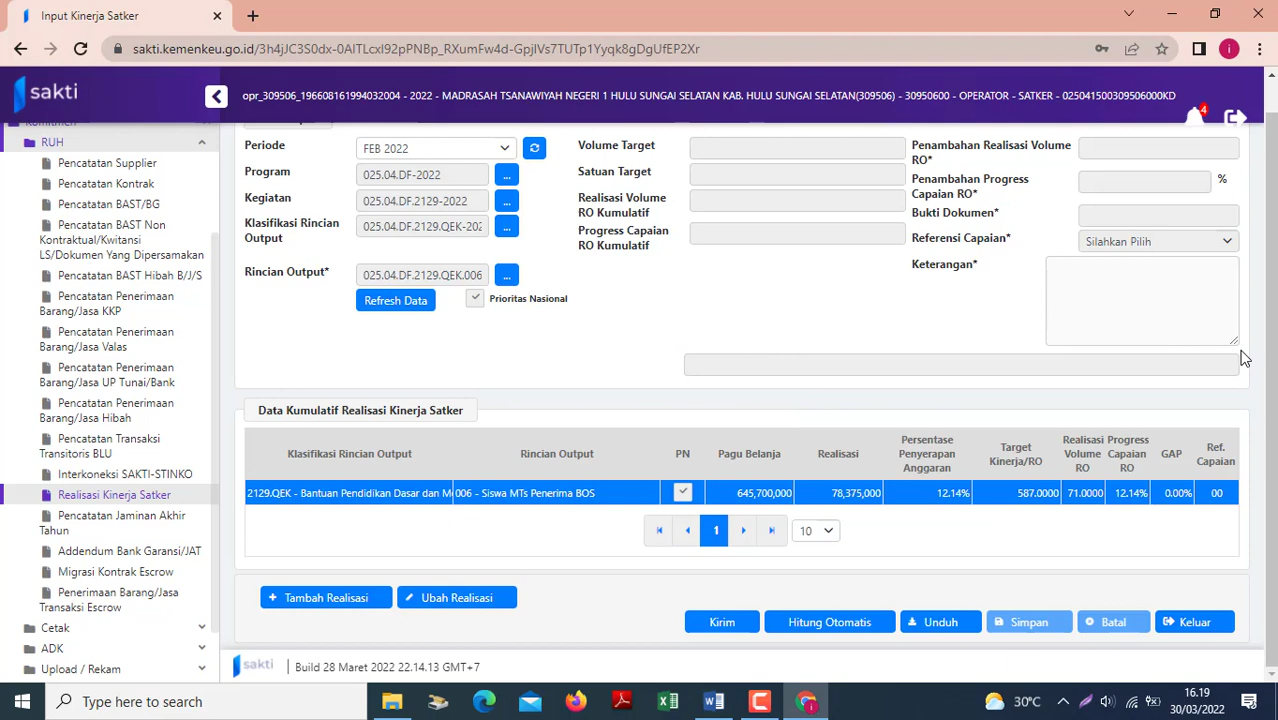 Input Kinerja Satker
sakti.kemenkeu.go.id/3h4jJC3S0dx-0AlTLcxI92pPNBp_RXumFw4d-GpjlVs7TUTp1Yyqk8gDgUfEP2Xr
sakti
opr_309506_196608161994032004 - 2022 - MADRASAH TSANAWIYAH NEGERI 1 HULU SUNGAI SELATAN KAB. HULU SUNGAI SELATAN(309506) - 30950600 - OPERATOR - SATKER - 025041500309506000KD
4
RUH
Pencatatan Supplier
Pencatatan Kontrak
Pencatatan BAST/BG
Pencatatan BAST Non
Kontraktual/Kwitansi
LS/Dokumen Yang Dipersamakan
Pencatatan BAST Hibah B/J/S
Pencatatan Penerimaan
Barang/Jasa KKP
Pencatatan Penerimaan
Barang/Jasa Valas
Pencatatan Penerimaan
Barang/Jasa UP Tunai/Bank
Pencatatan Penerimaan
Barang/Jasa Hibah
Pencatatan Transaksi
Transitoris BLU
Interkoneksi SAKTI-STINKO
Realisasi Kinerja Satker
Pencatatan Jaminan Akhir
Tahun
Addendum Bank Garansi/JAT
Migrasi Kontrak Escrow
Penerimaan Barang/Jasa
Transaksi Escrow
Cetak
ADK
Upload / Rekam
Periode
FEB 2022
Program
025.04.DF-2022
...
Kegiatan
025.04.DF.2129-2022
...
Klasifikasi Rincian
Output
025.04.DF.2129.QEK-202
...
Rincian Output*
025.04.DF.2129.QEK.006
...
Refresh Data
Prioritas Nasional
Volume Target
Satuan Target
Realisasi Volume
RO Kumulatif
Progress Capaian
RO Kumulatif
Penambahan Realisasi Volume
RO*
Penambahan Progress
Capaian RO*
%
Bukti Dokumen*
Referensi Capaian*
Silahkan Pilih
Keterangan*
Data Kumulatif Realisasi Kinerja Satker
Klasifikasi Rincian Output Rincian Output PN Pagu Belanja Realisasi Persentase Penyerapan Anggaran Target Kinerja/RO Realisasi Volume RO Progress Capaian RO GAP Ref. Capaian
2129.QEK - Bantuan Pendidikan Dasar dan M 006 - Siswa MTs Penerima BOS 645,700,000 78,375,000 12.14% 587.0000 71.0000 12.14% 0.00% 00
1 10
Tambah Realisasi Ubah Realisasi
Kirim Hitung Otomatis Unduh Simpan Batal Keluar
sakti Build 28 Maret 2022 22.14.13 GMT+7
Type here to search
30°C
16.19
30/03/2022